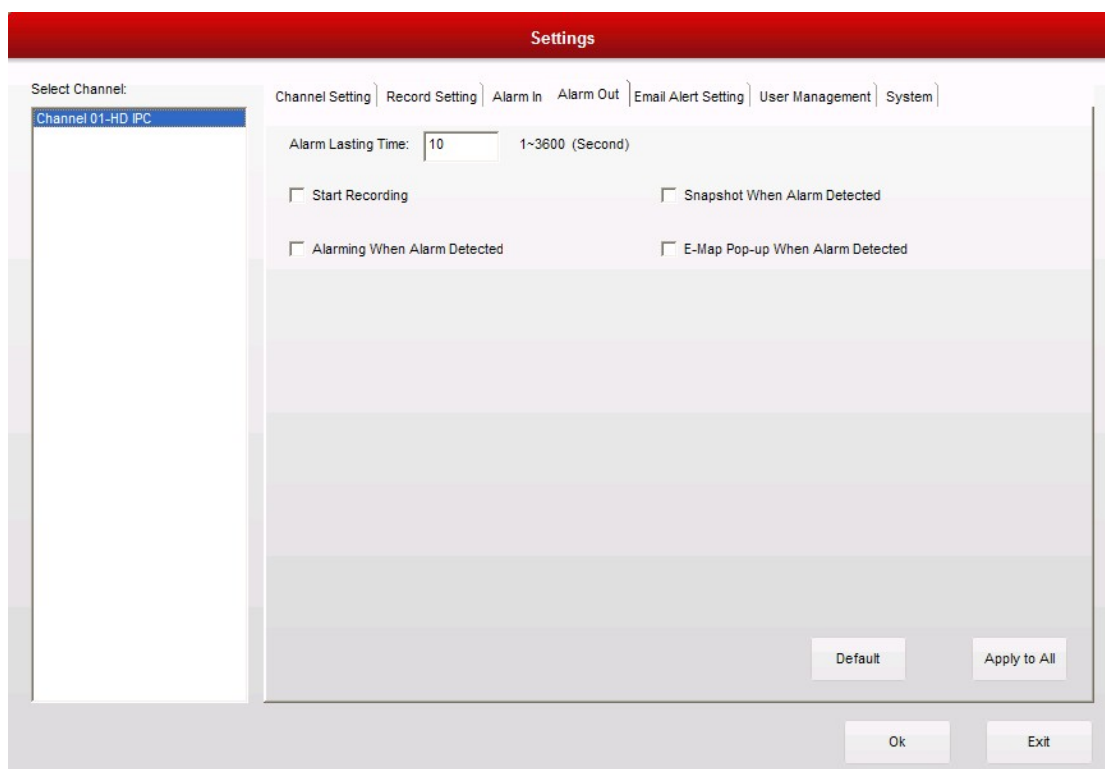 Settings
Select Channel:
Channel 01-HD IPC
Channel Setting Record Setting Alarm In Alarm Out Email Alert Setting User Management System
Alarm Lasting Time: 10 1~3600 (Second)
Start Recording Snapshot When Alarm Detected
Alarming When Alarm Detected E-Map Pop-up When Alarm Detected
Default Apply to All
Ok Exit